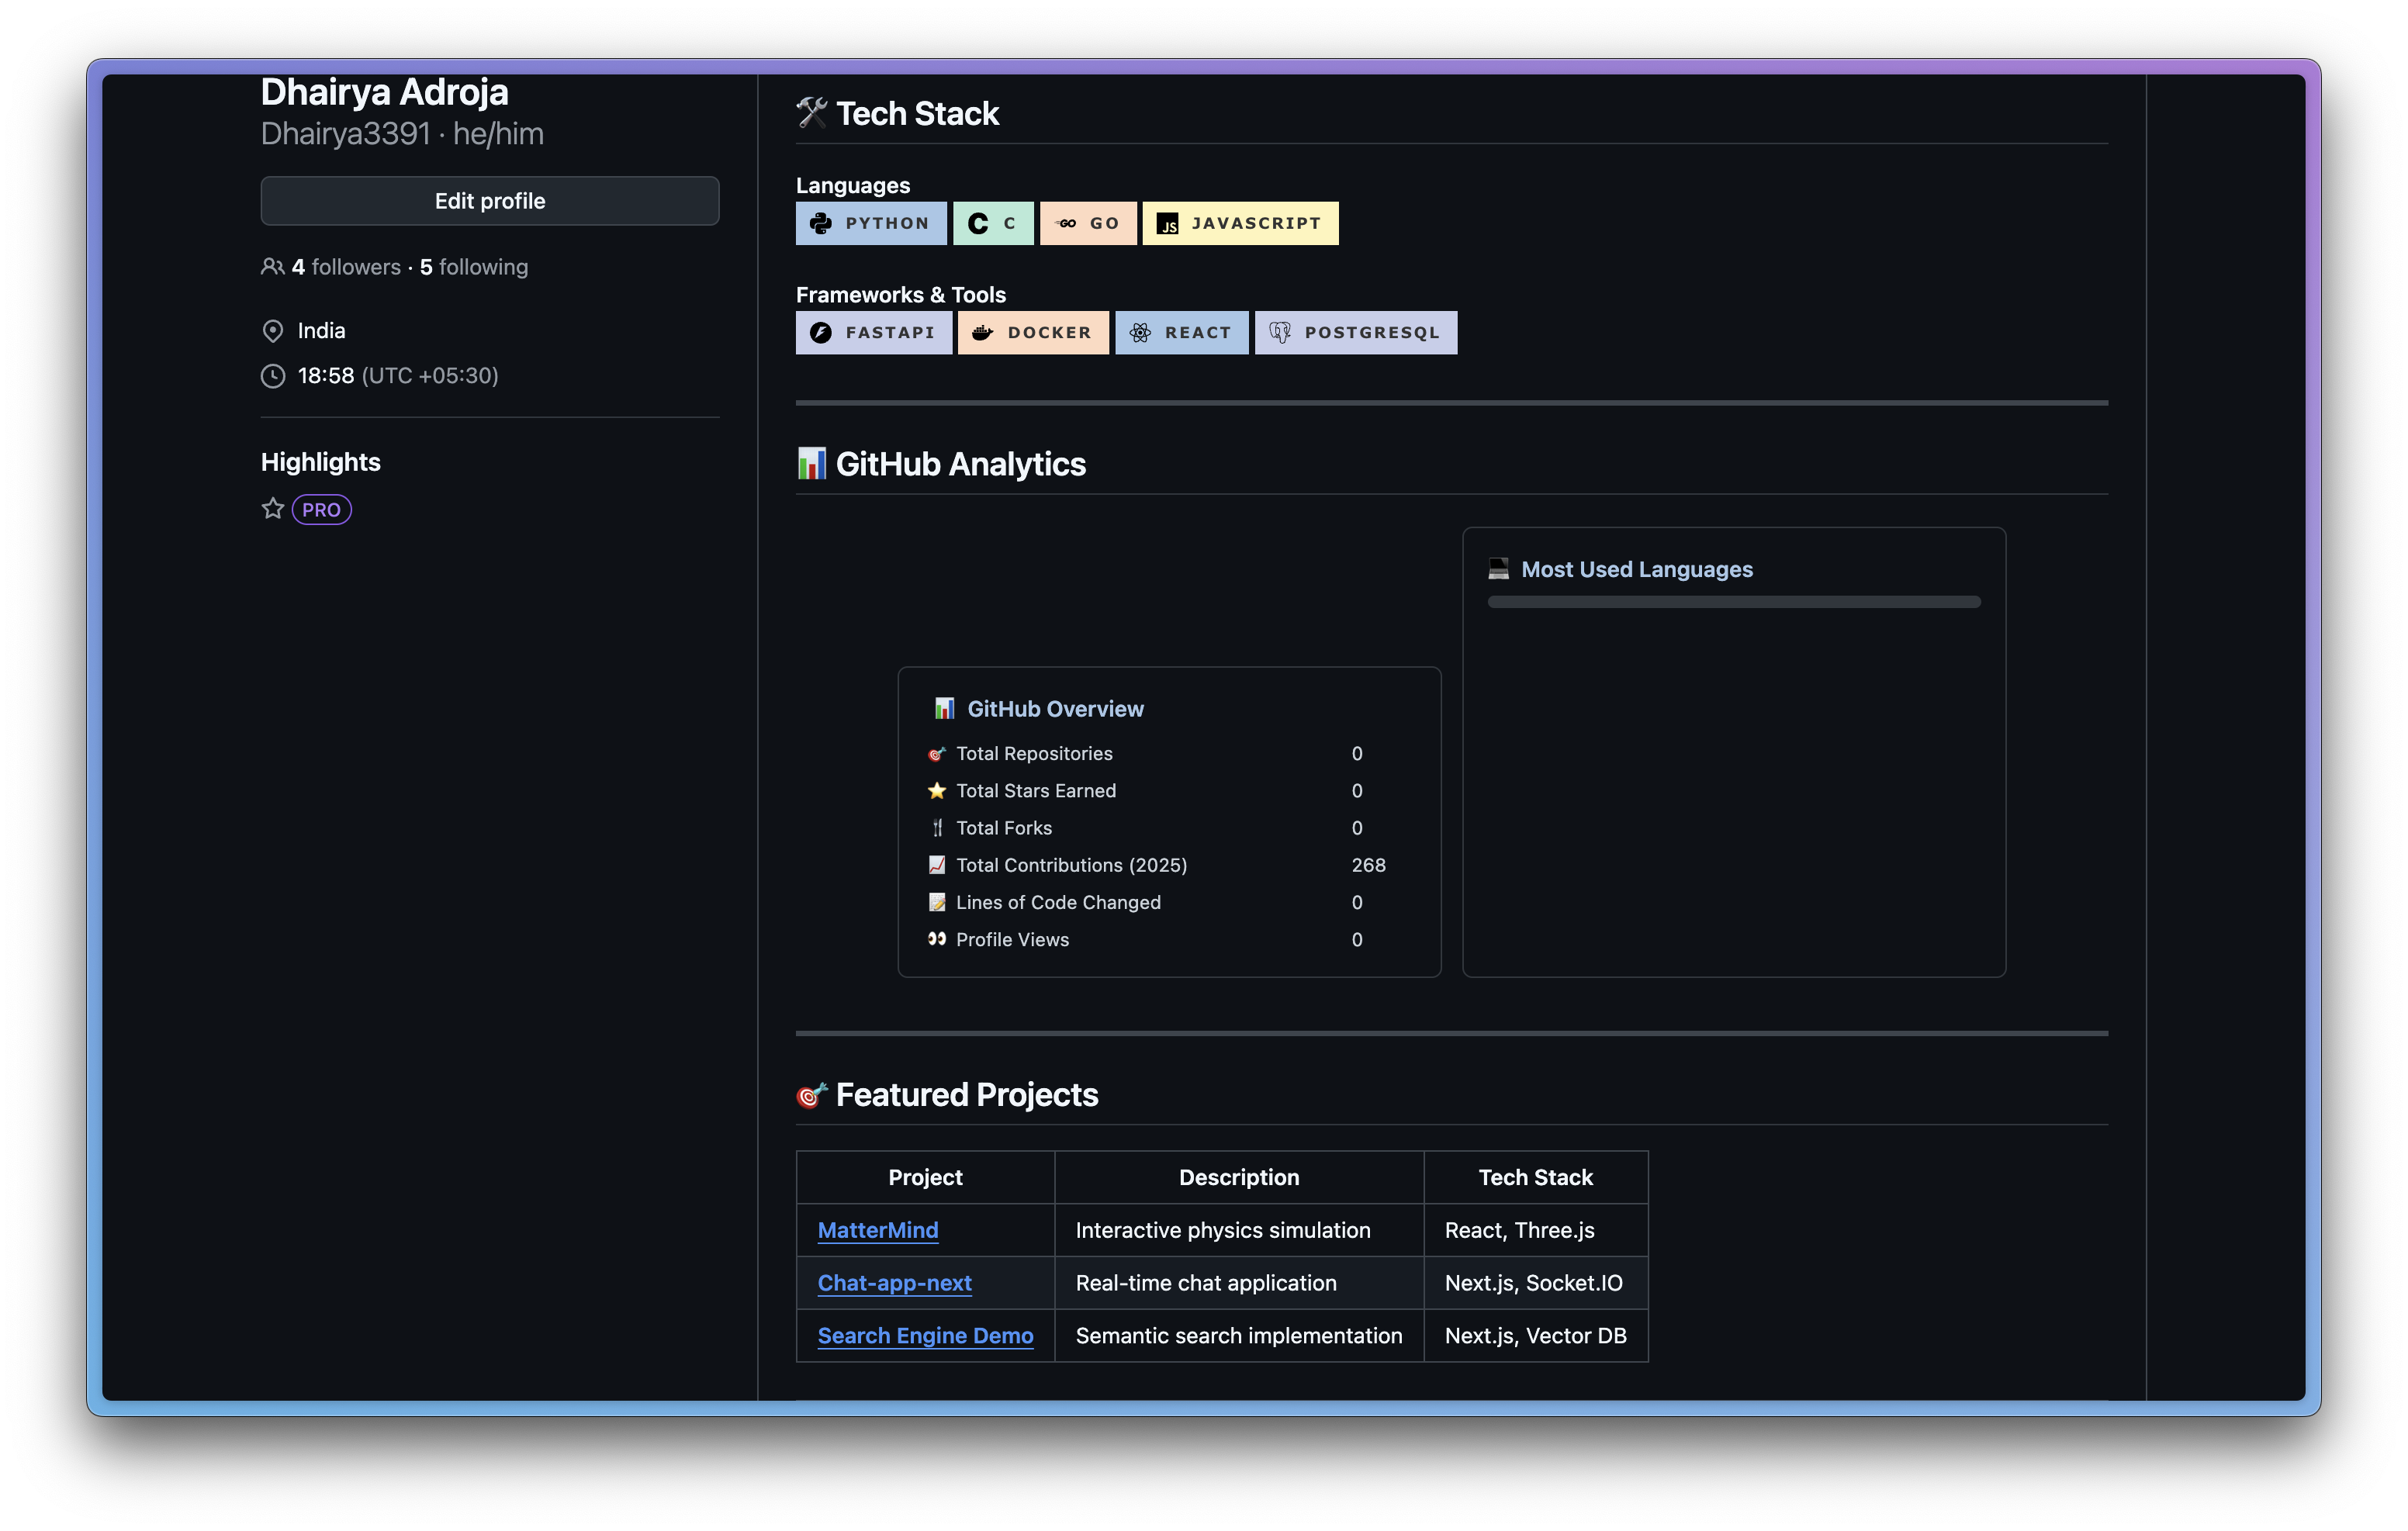 Dhairya Adroja
Dhairya3391 · he/him
Edit profile
4 followers · 5 following
India
18:58 (UTC +05:30)
Highlights
PRO
🛠 Tech Stack
Languages
PYTHON C GO JS JAVASCRIPT
Frameworks & Tools
FASTAPI DOCKER REACT POSTGRESQL
📊 GitHub Analytics
📊 GitHub Overview
🎯 Total Repositories 0
⭐ Total Stars Earned 0
🍴 Total Forks 0
📈 Total Contributions (2025) 268
📝 Lines of Code Changed 0
👀 Profile Views 0
💻 Most Used Languages
🎯 Featured Projects
Project Description Tech Stack
MatterMind Interactive physics simulation React, Three.js
Chat-app-next Real-time chat application Next.js, Socket.IO
Search Engine Demo Semantic search implementation Next.js, Vector DB